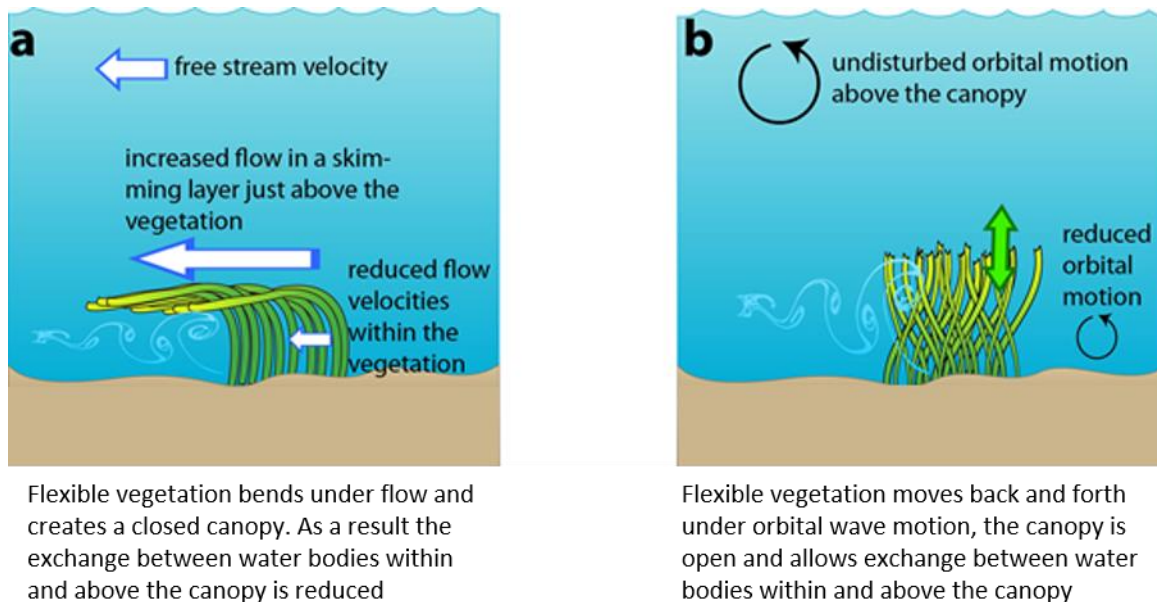 a
free stream velocity
increased flow in a skim-
ming layer just above the
vegetation
reduced flow
velocities
within the
vegetation
Flexible vegetation bends under flow and
creates a closed canopy. As a result the
exchange between water bodies within
and above the canopy is reduced
b
undisturbed orbital motion
above the canopy
reduced
orbital
motion
Flexible vegetation moves back and forth
under orbital wave motion, the canopy is
open and allows exchange between water
bodies within and above the canopy